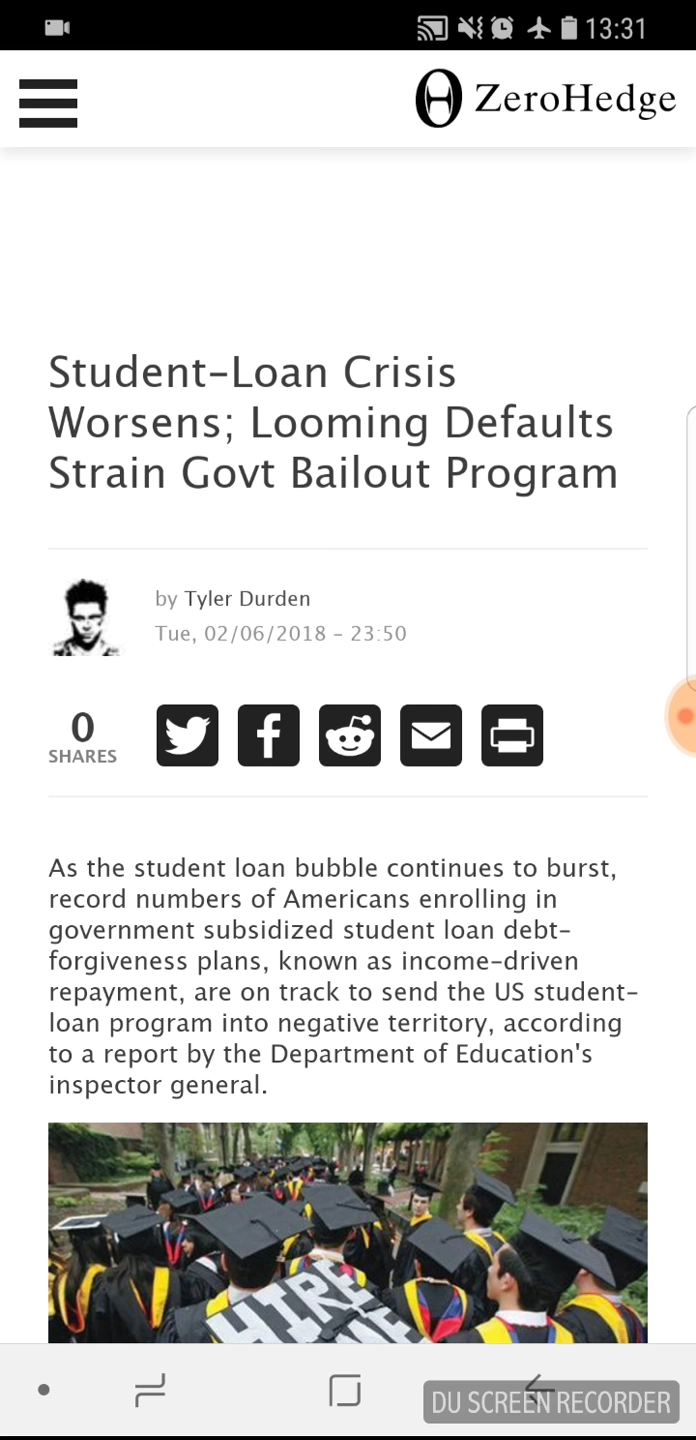 13:31
ZeroHedge
Student-Loan Crisis
Worsens; Looming Defaults
Strain Govt Bailout Program
by Tyler Durden
Tue, 02/06/2018 - 23:50
0
SHARES
As the student loan bubble continues to burst,
record numbers of Americans enrolling in
government subsidized student loan debt-
forgiveness plans, known as income-driven
repayment, are on track to send the US student-
loan program into negative territory, according
to a report by the Department of Education's
inspector general.
HIRE
ME
DU SCREEN RECORDER